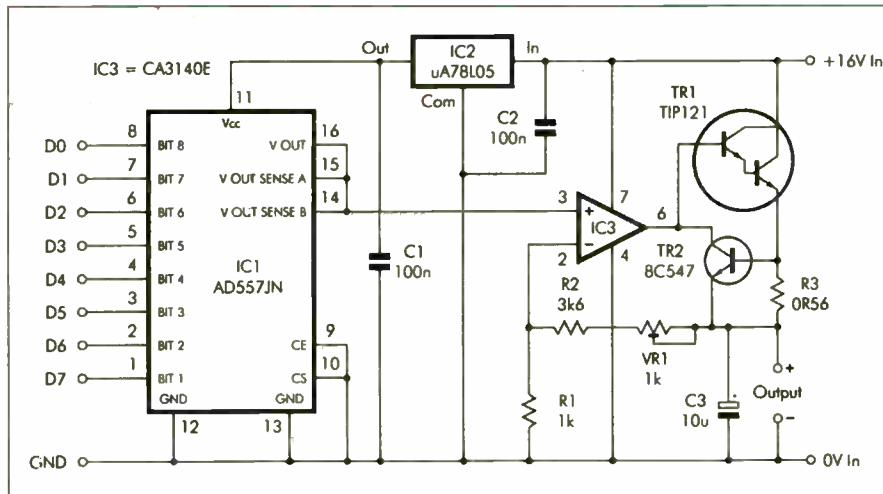 IC3 = CA3140E
Out
IC2
uA78L05
In
Com
+16V In
11
Vcc
C2
100n
TR1
TIP121
D0
8
BIT 8
V OUT
16
D1
7
BIT 7
V OUT SENSE A
15
D2
6
BIT 6
V OUT SENSE B
14
D3
5
BIT 5
D4
4
BIT 4
D5
3
BIT 3
D6
2
BIT 2
CE
9
D7
1
BIT 1
CS
10
IC1
AD557JN
GND
GND
12
13
C1
100n
3
+
IC3
−
2
7
4
6
TR2
8C547
R3
0R56
R2
3k6
VR1
1k
R1
1k
C3
10u
+
+
Output
−
GND
0V In